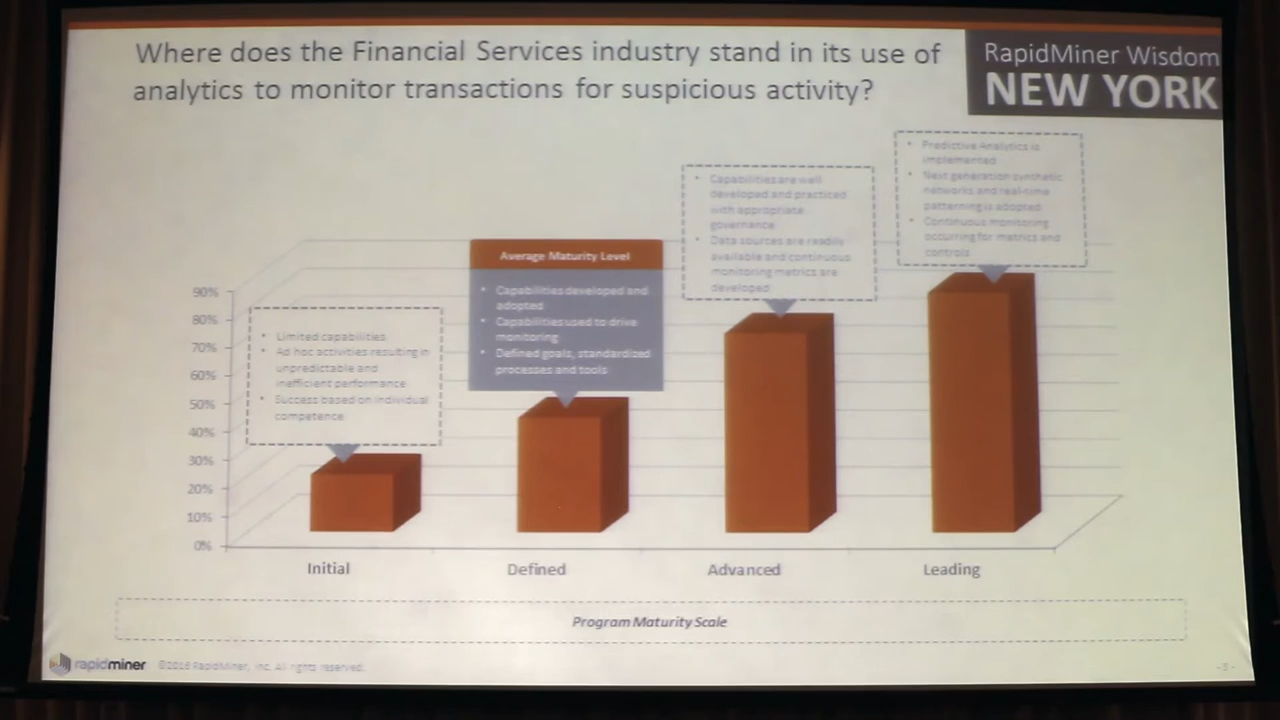 Where does the Financial Services industry stand in its use of
analytics to monitor transactions for suspicious activity?
RapidMiner Wisdom
NEW YORK
• Predictive Analytics is
implemented
• Next generation synthetic
networks and real-time
patterning is adopted
• Continuous monitoring
occurring for metrics and
controls
• Capabilities are well
developed and practiced
with appropriate
governance
• Data sources are readily
available and continuous
monitoring metrics are
developed
Average Maturity Level
• Capabilities developed and
adopted
• Capabilities used to drive
monitoring
• Defined goals, standardized
processes and tools
• Limited capabilities
• Ad hoc activities resulting in
unpredictable and
inefficient performance
• Success based on individual
competence
90%
80%
70%
60%
50%
40%
30%
20%
10%
0%
Initial
Defined
Advanced
Leading
Program Maturity Scale
rapidminer
©2016 RapidMiner, Inc. All rights reserved.